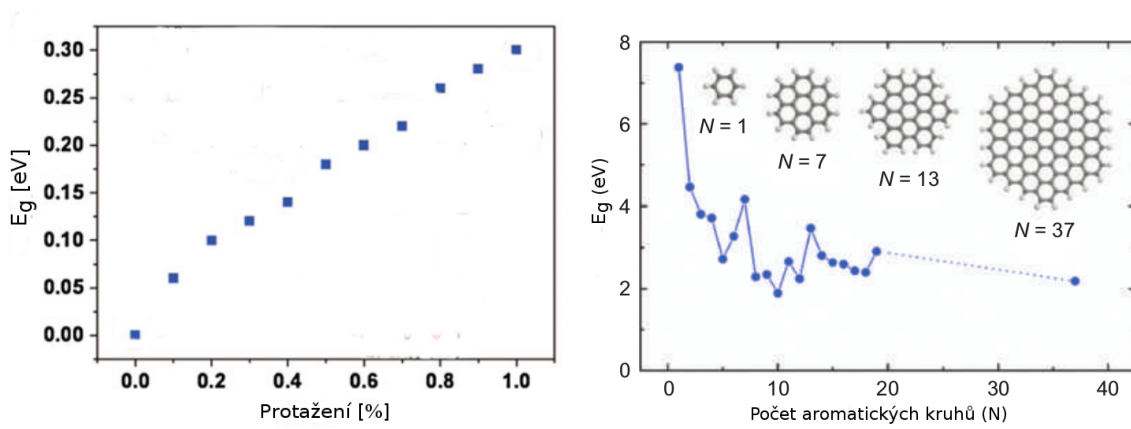 0.30
0.25
0.20
0.15
0.10
0.05
0.00
Eg [eV]
0.0 0.2 0.4 0.6 0.8 1.0
Protažení [%]
8
6
4
2
0
Eg (eV)
N = 1
N = 7
N = 13
N = 37
0 10 20 30 40
Počet aromatických kruhů (N)